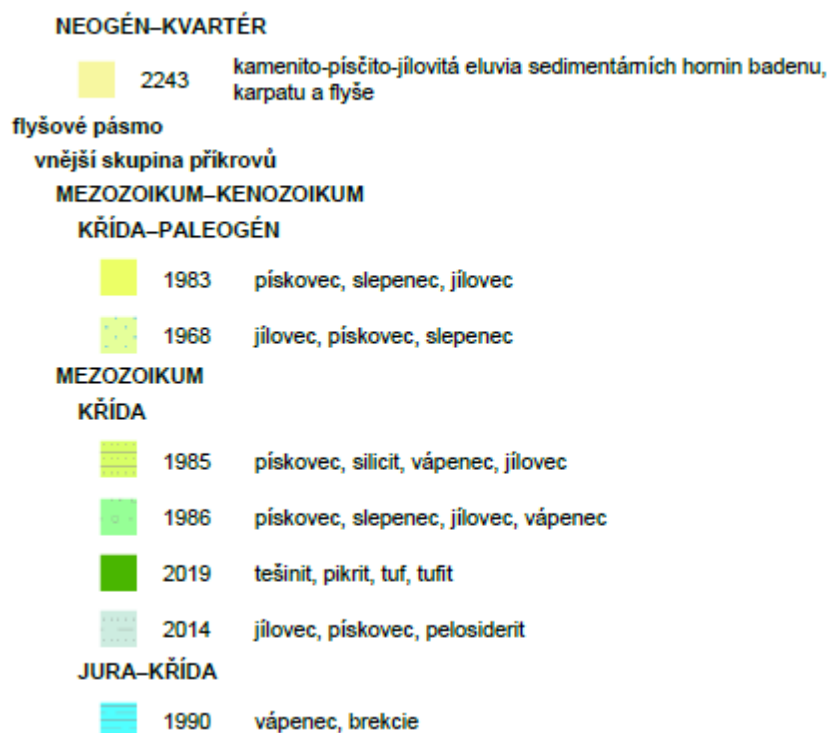 NEOGÉN–KVARTÉR
2243 kamenito-písčito-jílovitá eluvia sedimentárních hornin badenu,
karpatu a flyše
flyšové pásmo
vnější skupina příkrovů
MEZOZOIKUM–KENOZOIKUM
KŘÍDA–PALEOGÉN
1983 pískovec, slepenec, jílovec
1968 jílovec, pískovec, slepenec
MEZOZOIKUM
KŘÍDA
1985 pískovec, silicit, vápenec, jílovec
1986 pískovec, slepenec, jílovec, vápenec
2019 tešinit, pikrit, tuf, tufit
2014 jílovec, pískovec, pelosiderit
JURA–KŘÍDA
1990 vápenec, brekcie